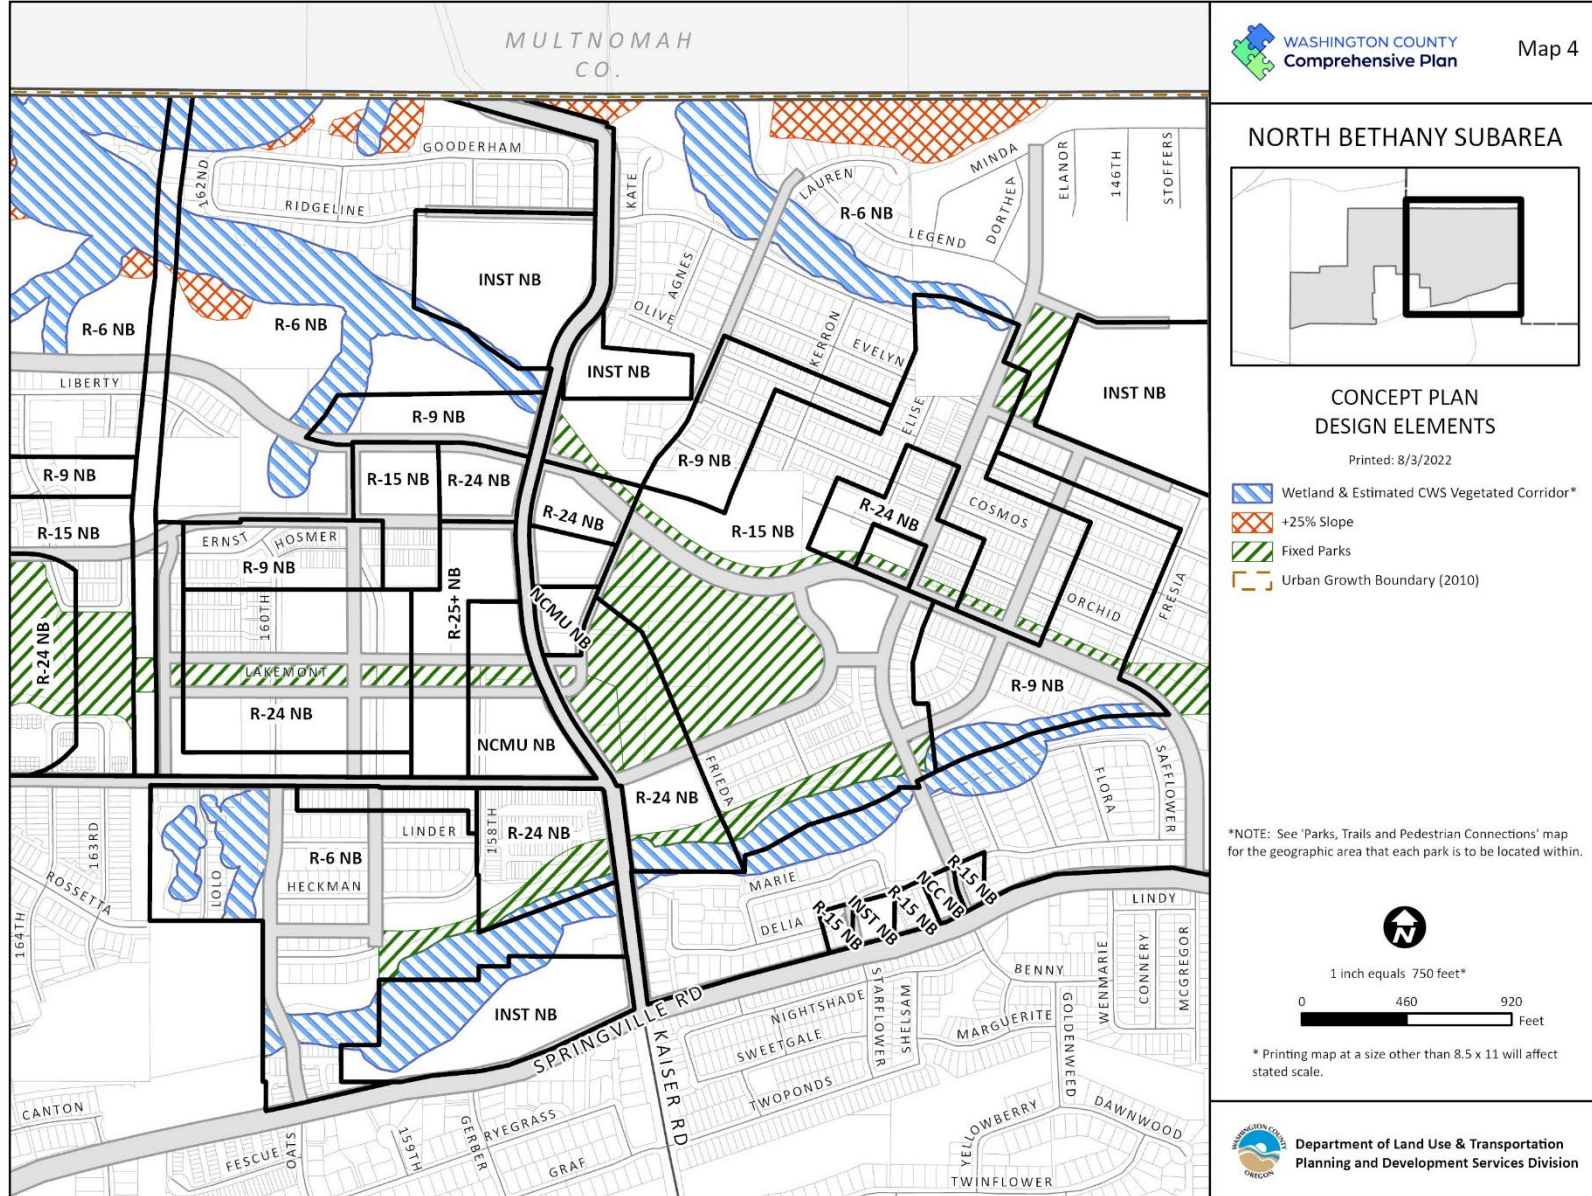 MULTNOMAH
CO.
GOODERHAM
162ND
RIDGELINE
KATE
LAUREN
MINDA
ELANOR
146TH
STOFFERS
R-6 NB
LEGEND
DORTHEA
INST NB
AGNES
OLIVE
R-6 NB
R-6 NB
KERRON
EVELYN
INST NB
LIBERTY
INST NB
R-9 NB
ELISE
R-9 NB
R-9 NB
R-15 NB
R-24 NB
R-24 NB
R-24 NB
COSMOS
R-15 NB
R-15 NB
ERNST
HOSMER
R-9 NB
R-25+ NB
NCMU NB
160TH
ORCHID
FRESIA
R-24 NB
LAKEMONT
R-9 NB
R-24 NB
NCMU NB
FRIEDA
SAFFLOWER
FLORA
R-24 NB
163RD
LINDER
158TH
R-24 NB
R-6 NB
LOLO
HECKMAN
ROSSETTA
164TH
MARIE
DELIA
R-15 NB
INST NB
R-15 NB
NCC NB
R-15 NB
LINDY
INST NB
SPRINGVILLE RD
KAISER RD
NIGHTSHADE
SWEETGALE
TWOPONDS
STARFLOWER
SHELSAM
BENNY
MARGUERITE
GOLDENWEED
WENMARIE
CONNERY
MCGREGOR
CANTON
FESCUE
OATS
159TH
GERBER
RYEGRASS
GRAF
YELLOWBERRY
DAWNWOOD
TWINFLOWER
WASHINGTON COUNTY
Comprehensive Plan
Map 4
NORTH BETHANY SUBAREA
CONCEPT PLAN
DESIGN ELEMENTS
Printed: 8/3/2022
Wetland & Estimated CWS Vegetated Corridor*
+25% Slope
Fixed Parks
Urban Growth Boundary (2010)
*NOTE: See 'Parks, Trails and Pedestrian Connections' map
for the geographic area that each park is to be located within.
N
1 inch equals 750 feet*
0 460 920
Feet
* Printing map at a size other than 8.5 x 11 will affect
stated scale.
WASHINGTON COUNTY
OREGON
Department of Land Use & Transportation
Planning and Development Services Division